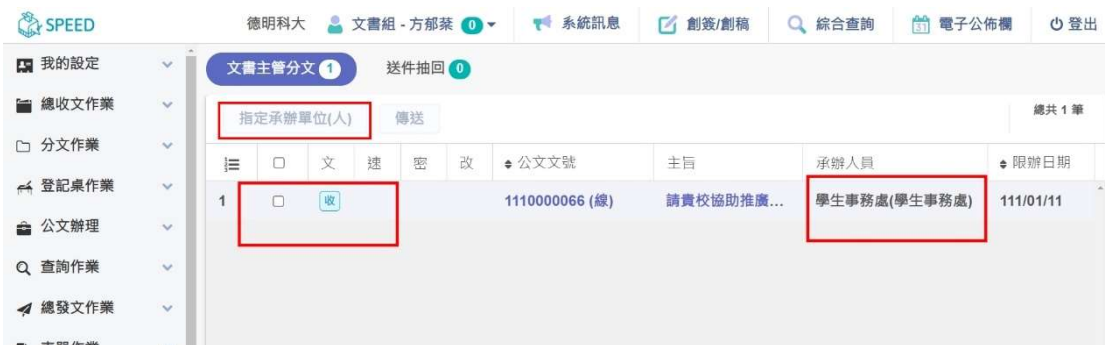 SPEED 德明科大 文書組 - 方郁棻 0 系統訊息 創簽/創稿 綜合查詢 電子公佈欄 登出
我的設定
總收文作業
分文作業
登記桌作業
公文辦理
查詢作業
總發文作業
文書主管分文 1 送件抽回 0
指定承辦單位(人) 傳送 總共 1 筆
文 速 密 改 公文文號 主旨 承辦人員 限辦日期
1 收 1110000066 (線) 請貴校協助推廣... 學生事務處(學生事務處) 111/01/11